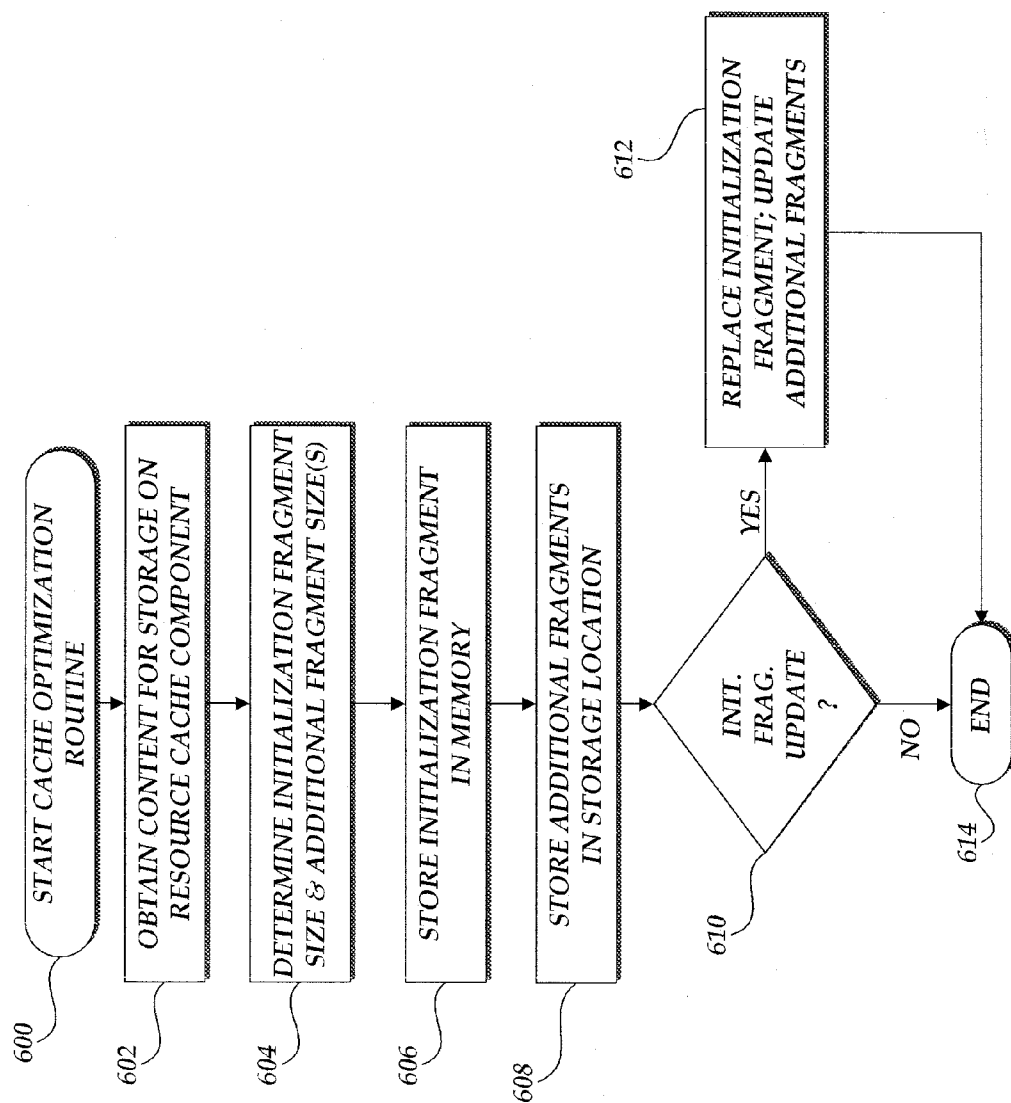 600
START CACHE OPTIMIZATION
ROUTINE
602
OBTAIN CONTENT FOR STORAGE ON
RESOURCE CACHE COMPONENT
604
DETERMINE INITIALIZATION FRAGMENT
SIZE & ADDITIONAL FRAGMENT SIZE(S)
606
STORE INITIALIZATION FRAGMENT
IN MEMORY
608
STORE ADDITIONAL FRAGMENTS
IN STORAGE LOCATION
610
INIT.
FRAG.
UPDATE
?
YES
612
REPLACE INITIALIZATION
FRAGMENT; UPDATE
ADDITIONAL FRAGMENTS
NO
614
END